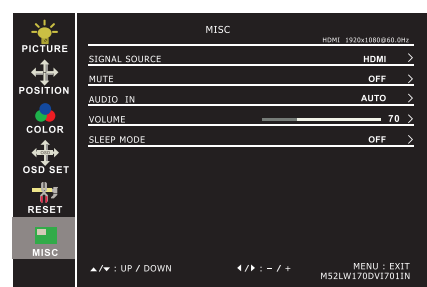 MISC
HDMI 1920x1080@60.0Hz
PICTURE
POSITION
COLOR
OSD SET
RESET
MISC
SIGNAL SOURCE HDMI >
MUTE OFF >
AUDIO IN AUTO >
VOLUME 70 >
SLEEP MODE OFF >
▲/▼ : UP / DOWN ◀/▶ : – / + MENU : EXIT
M52LW170DVI701IN